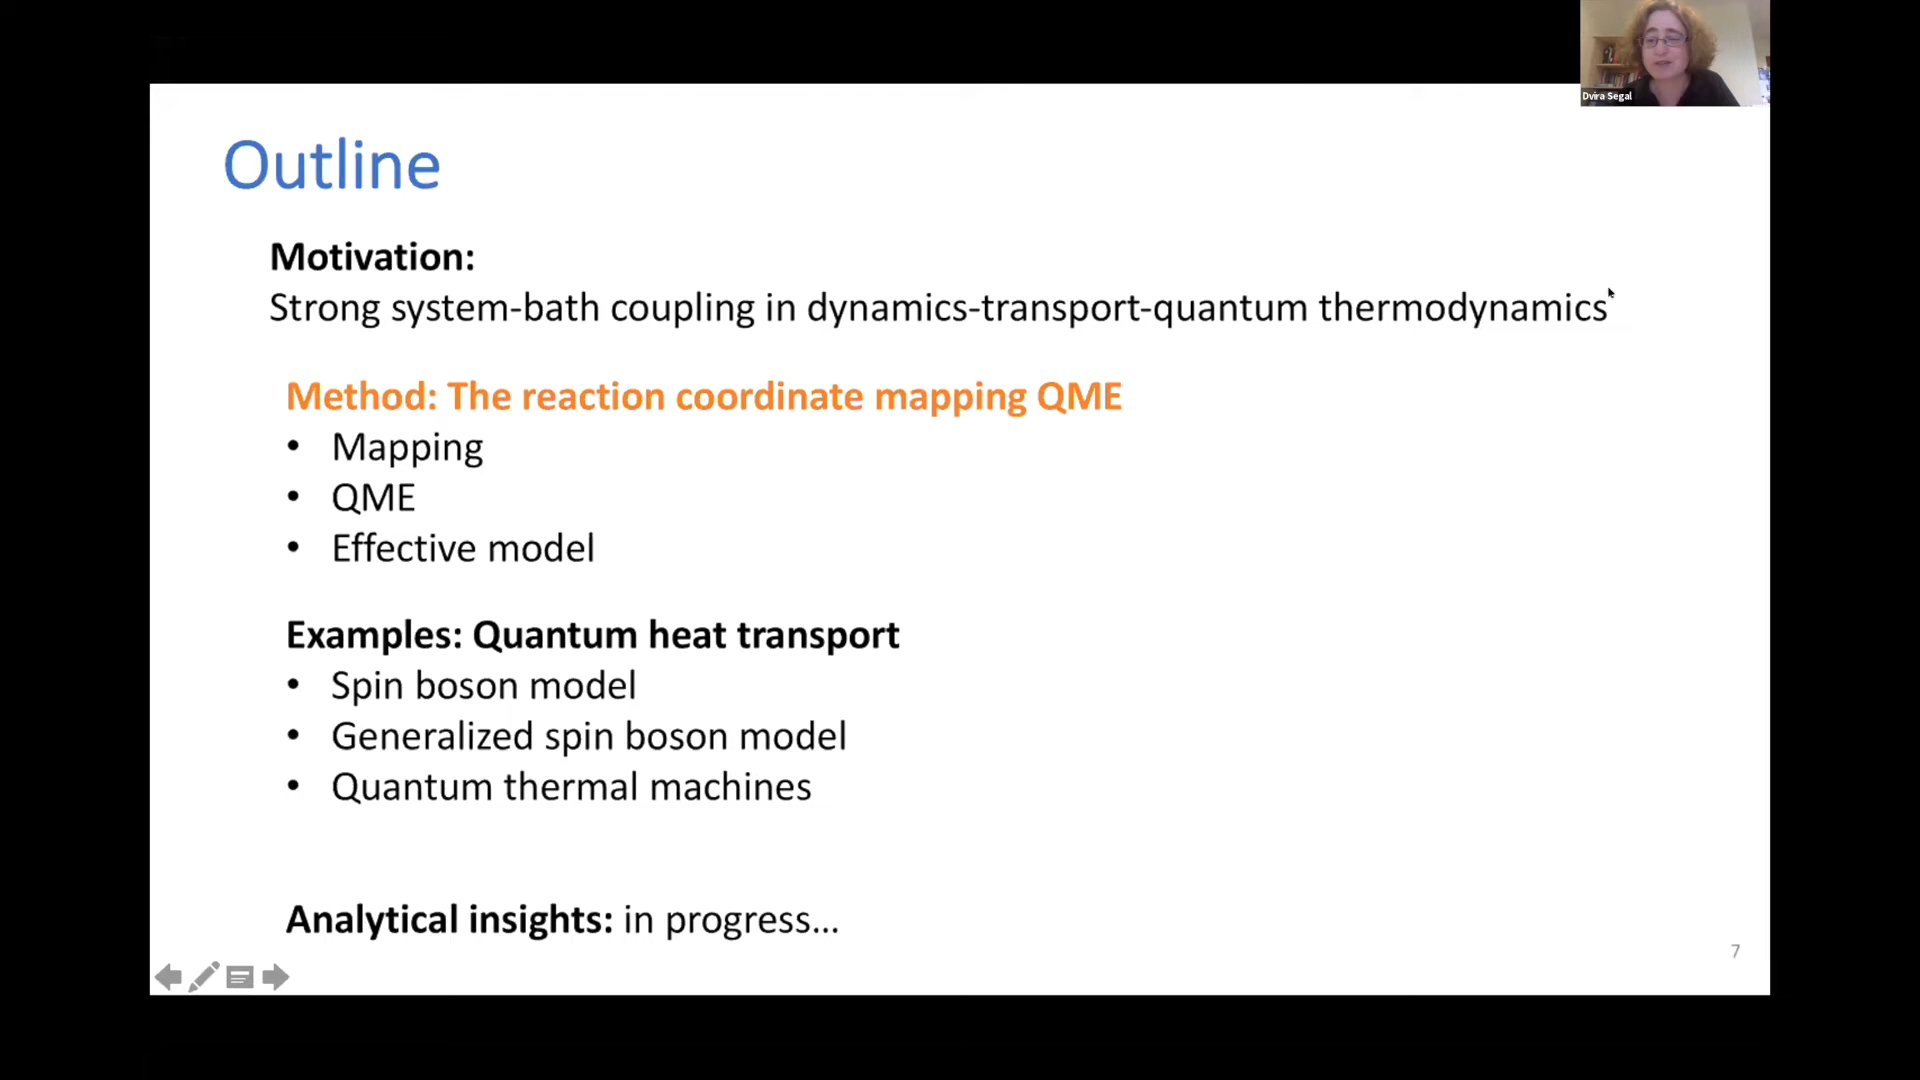 Dvira Segal
Outline
Motivation:
Strong system-bath coupling in dynamics-transport-quantum thermodynamics
Method: The reaction coordinate mapping QME
• Mapping
• QME
• Effective model
Examples: Quantum heat transport
• Spin boson model
• Generalized spin boson model
• Quantum thermal machines
Analytical insights: in progress...
7